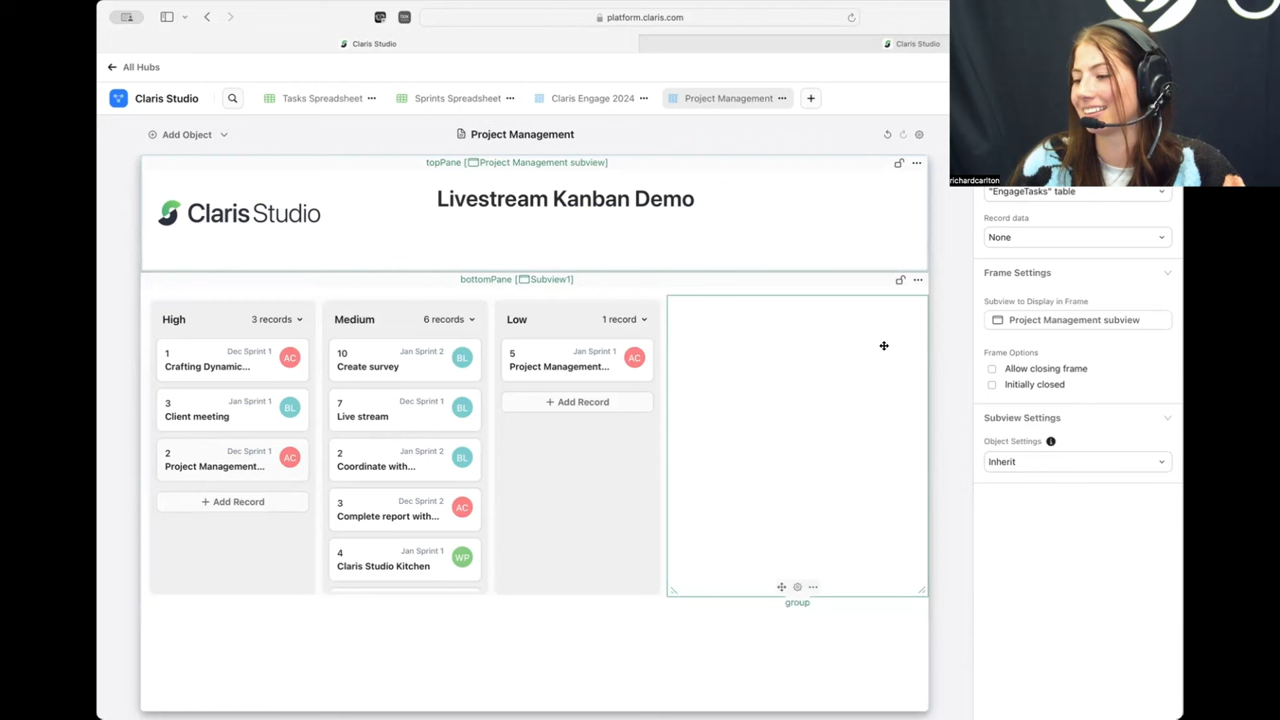 platform.claris.com
Claris Studio
Claris Studio
All Hubs
Claris Studio
Tasks Spreadsheet
Sprints Spreadsheet
Claris Engage 2024
Project Management
Add Object
Project Management
topPane [Project Management subview]
Claris Studio
Livestream Kanban Demo
bottomPane [Subview1]
High
3 records
Medium
6 records
Low
1 record
1
Dec Sprint 1
Crafting Dynamic...
AC
3
Jan Sprint 1
Client meeting
BL
2
Dec Sprint 1
Project Management...
AC
+ Add Record
10
Jan Sprint 2
Create survey
BL
7
Dec Sprint 1
Live stream
BL
2
Jan Sprint 2
Coordinate with...
BL
3
Dec Sprint 2
Complete report with...
AC
4
Jan Sprint 1
Claris Studio Kitchen
WP
5
Jan Sprint 1
Project Management...
AC
+ Add Record
group
richardcarlton
"EngageTasks" table
Record data
None
Frame Settings
Subview to Display in Frame
Project Management subview
Frame Options
Allow closing frame
Initially closed
Subview Settings
Object Settings
Inherit